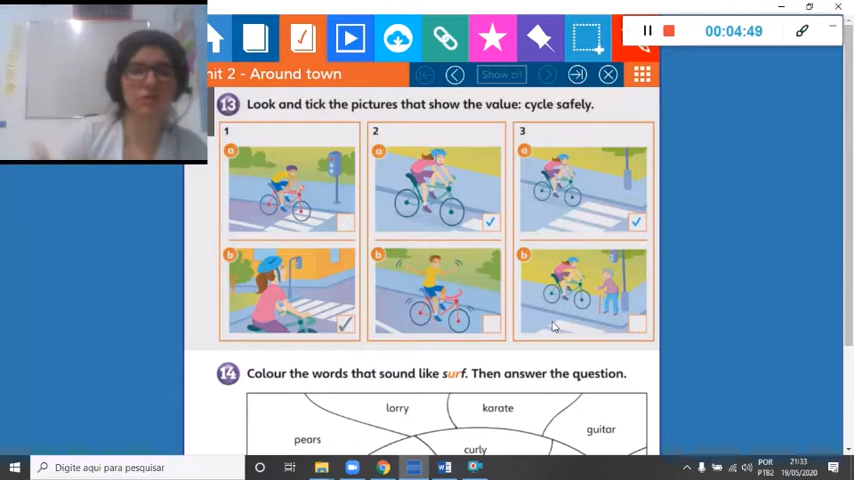 00:04:49
nit 2 - Around town
Show all
13 Look and tick the pictures that show the value: cycle safely.
1
2
3
a
a
a
b
b
b
14 Colour the words that sound like surf. Then answer the question.
lorry
karate
guitar
pears
curly
Digite aqui para pesquisar
POR
PTB2
21:33
19/05/2020